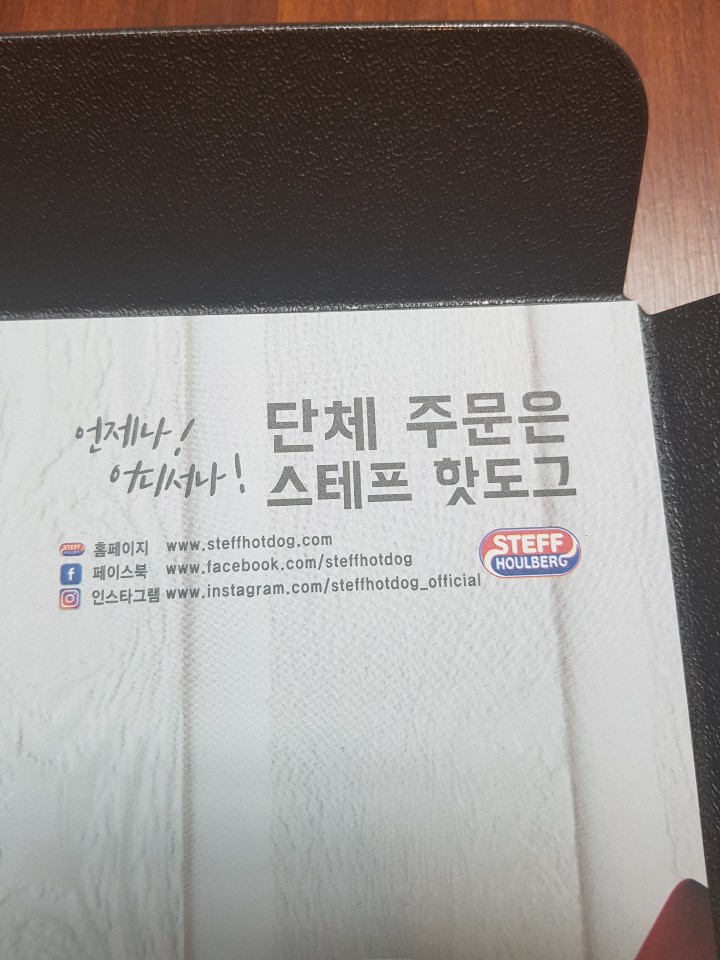 언제나!
어디서나!
단체 주문은
스테프 핫도그
STEFF HOULBERG 홈페이지 www.steffhotdog.com
f 페이스북 www.facebook.com/steffhotdog
인스타그램 www.instagram.com/steffhotdog_official
STEFF
HOULBERG